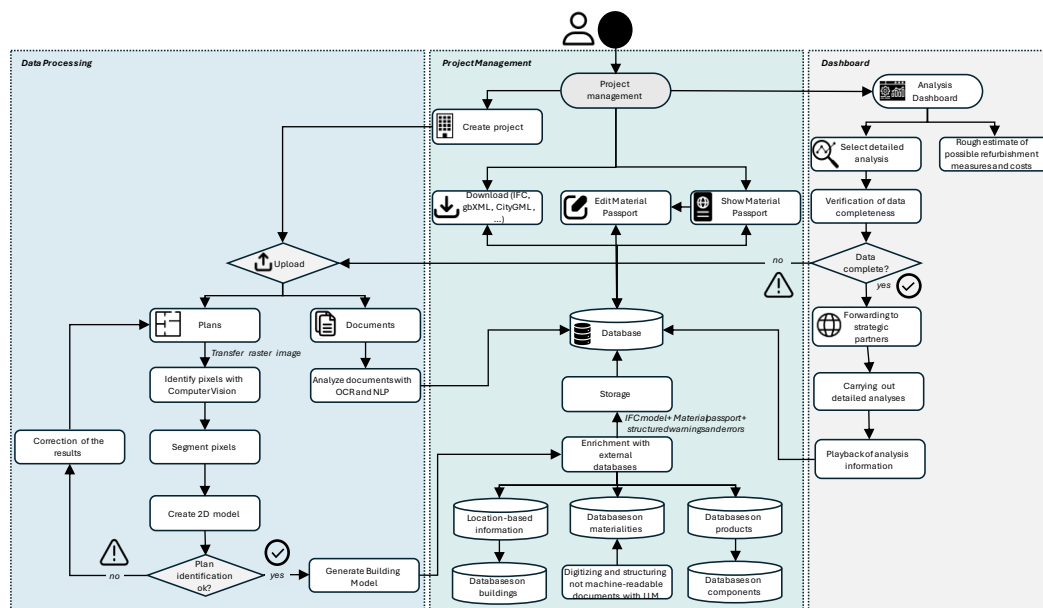 Data Processing
Project Management
Dashboard
Project
management
Analysis
Dashboard
Create project
Select detailed
analysis
Rough estimate of
possible refurbishment
measures and costs
Download (IFC,
gbXML, CityGML,
...)
Edit Material
Passport
Show Material
Passport
Verification of data
completeness
Upload
no
Data
complete?
yes
Plans
Documents
Database
Forwarding to
strategic
partners
Transfer raster image
Identify pixels with
Computer Vision
Analyze documents with
OCR and NLP
Storage
Carrying out
detailed analyses
IFC model + Material passport +
structured warnings and errors
Correction of the
results
Segment pixels
Enrichment with
external
databases
Playback of analysis
information
Create 2D model
Location-based
information
Databases on
materialities
Databases on
products
no
Plan
identification
ok?
yes
Generate Building
Model
Databases on
buildings
Digitizing and structuring
not machine-readable
documents with LLM
Databases on
components